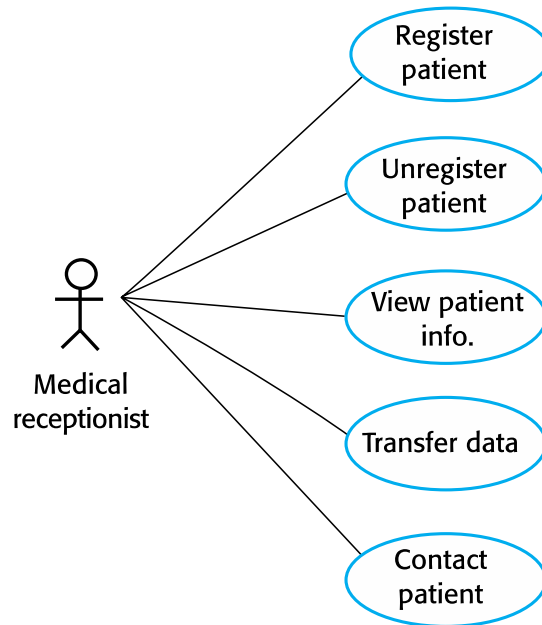 Register
patient
Unregister
patient
View patient
info.
Medical
receptionist
Transfer data
Contact
patient